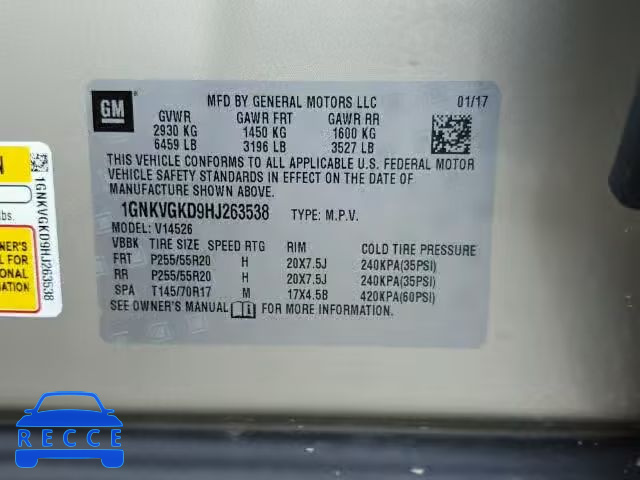 GM
MFD BY GENERAL MOTORS LLC 01/17
GVWR GAWR FRT GAWR RR
2930 KG 1450 KG 1600 KG
6459 LB 3196 LB 3527 LB
THIS VEHICLE CONFORMS TO ALL APPLICABLE U.S. FEDERAL MOTOR
VEHICLE SAFETY STANDARDS IN EFFECT ON THE DATE OF
MANUFACTURE SHOWN ABOVE.
1GNKVGKD9HJ263538 TYPE: M.P.V.
MODEL: V14526
VBBK TIRE SIZE SPEED RTG RIM COLD TIRE PRESSURE
FRT P255/55R20 H 20X7.5J 240KPA(35PSI)
RR P255/55R20 H 20X7.5J 240KPA(35PSI)
SPA T145/70R17 M 17X4.5B 420KPA(60PSI)
SEE OWNER'S MANUAL FOR MORE INFORMATION.
N
lbs.
NER'S
FOR
ONAL
TION
1GNKVGKD9HJ263538
RECCE